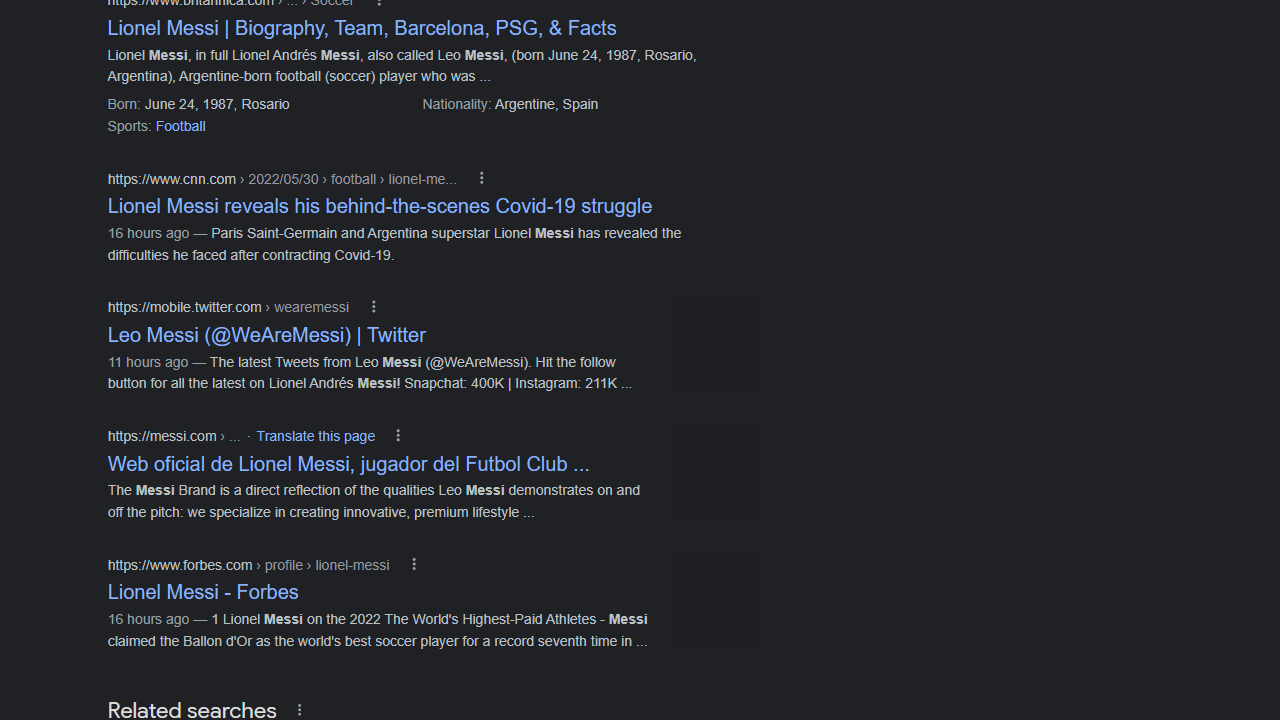 https://www.britannica.com › ... › Soccer
Lionel Messi | Biography, Team, Barcelona, PSG, & Facts
Lionel Messi, in full Lionel Andrés Messi, also called Leo Messi, (born June 24, 1987, Rosario,
Argentina), Argentine-born football (soccer) player who was ...
Born: June 24, 1987, Rosario Nationality: Argentine, Spain
Sports: Football
https://www.cnn.com › 2022/05/30 › football › lionel-me...
Lionel Messi reveals his behind-the-scenes Covid-19 struggle
16 hours ago — Paris Saint-Germain and Argentina superstar Lionel Messi has revealed the
difficulties he faced after contracting Covid-19.
https://mobile.twitter.com › wearemessi
Leo Messi (@WeAreMessi) | Twitter
11 hours ago — The latest Tweets from Leo Messi (@WeAreMessi). Hit the follow
button for all the latest on Lionel Andrés Messi! Snapchat: 400K | Instagram: 211K ...
https://messi.com › ... · Translate this page
Web oficial de Lionel Messi, jugador del Futbol Club ...
The Messi Brand is a direct reflection of the qualities Leo Messi demonstrates on and
off the pitch: we specialize in creating innovative, premium lifestyle ...
https://www.forbes.com › profile › lionel-messi
Lionel Messi - Forbes
16 hours ago — 1 Lionel Messi on the 2022 The World's Highest-Paid Athletes - Messi
claimed the Ballon d'Or as the world's best soccer player for a record seventh time in ...
Related searches